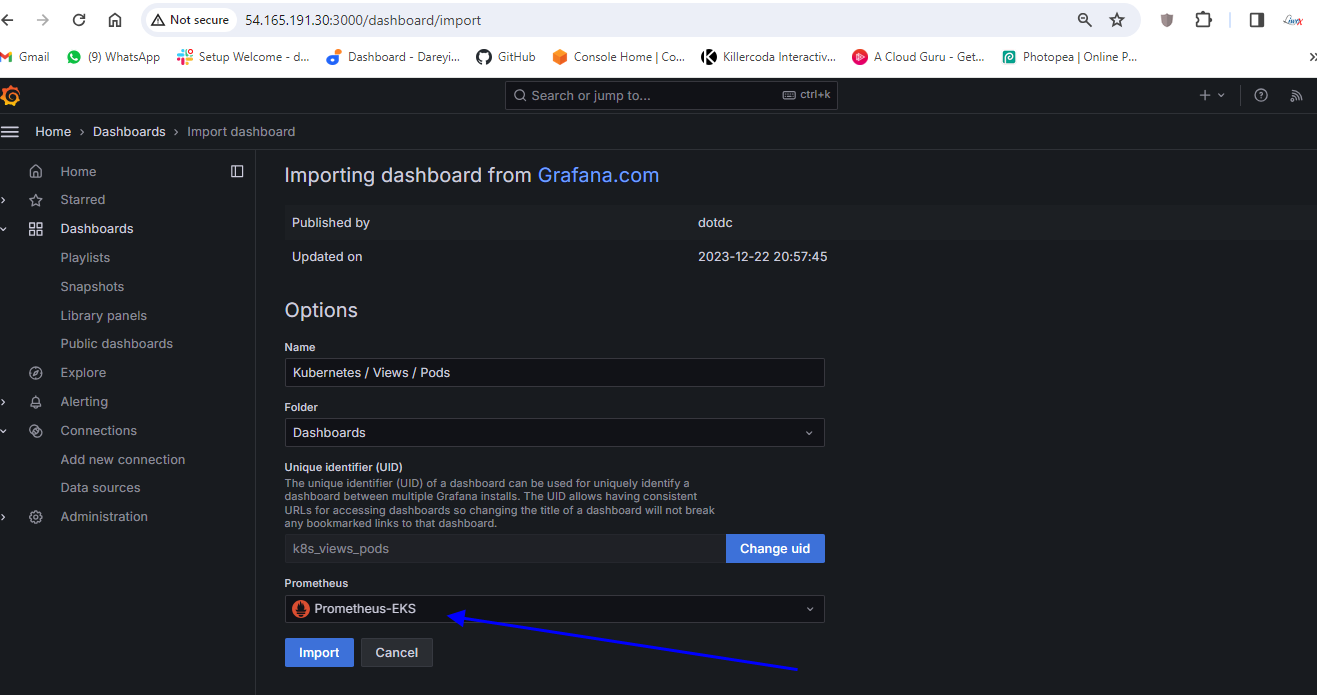 Not secure 54.165.191.30:3000/dashboard/import
Gmail (9) WhatsApp Setup Welcome - d... Dashboard - Dareyi... GitHub Console Home | Co... Killercoda Interactiv... A Cloud Guru - Get... Photopea | Online P...
Search or jump to... ctrl+k
Home › Dashboards › Import dashboard
Home
Starred
Dashboards
Playlists
Snapshots
Library panels
Public dashboards
Explore
Alerting
Connections
Add new connection
Data sources
Administration
Importing dashboard from Grafana.com
Published by dotdc
Updated on 2023-12-22 20:57:45
Options
Name
Kubernetes / Views / Pods
Folder
Dashboards
Unique identifier (UID)
The unique identifier (UID) of a dashboard can be used for uniquely identify a
dashboard between multiple Grafana installs. The UID allows having consistent
URLs for accessing dashboards so changing the title of a dashboard will not break
any bookmarked links to that dashboard.
k8s_views_pods Change uid
Prometheus
Prometheus-EKS
Import Cancel